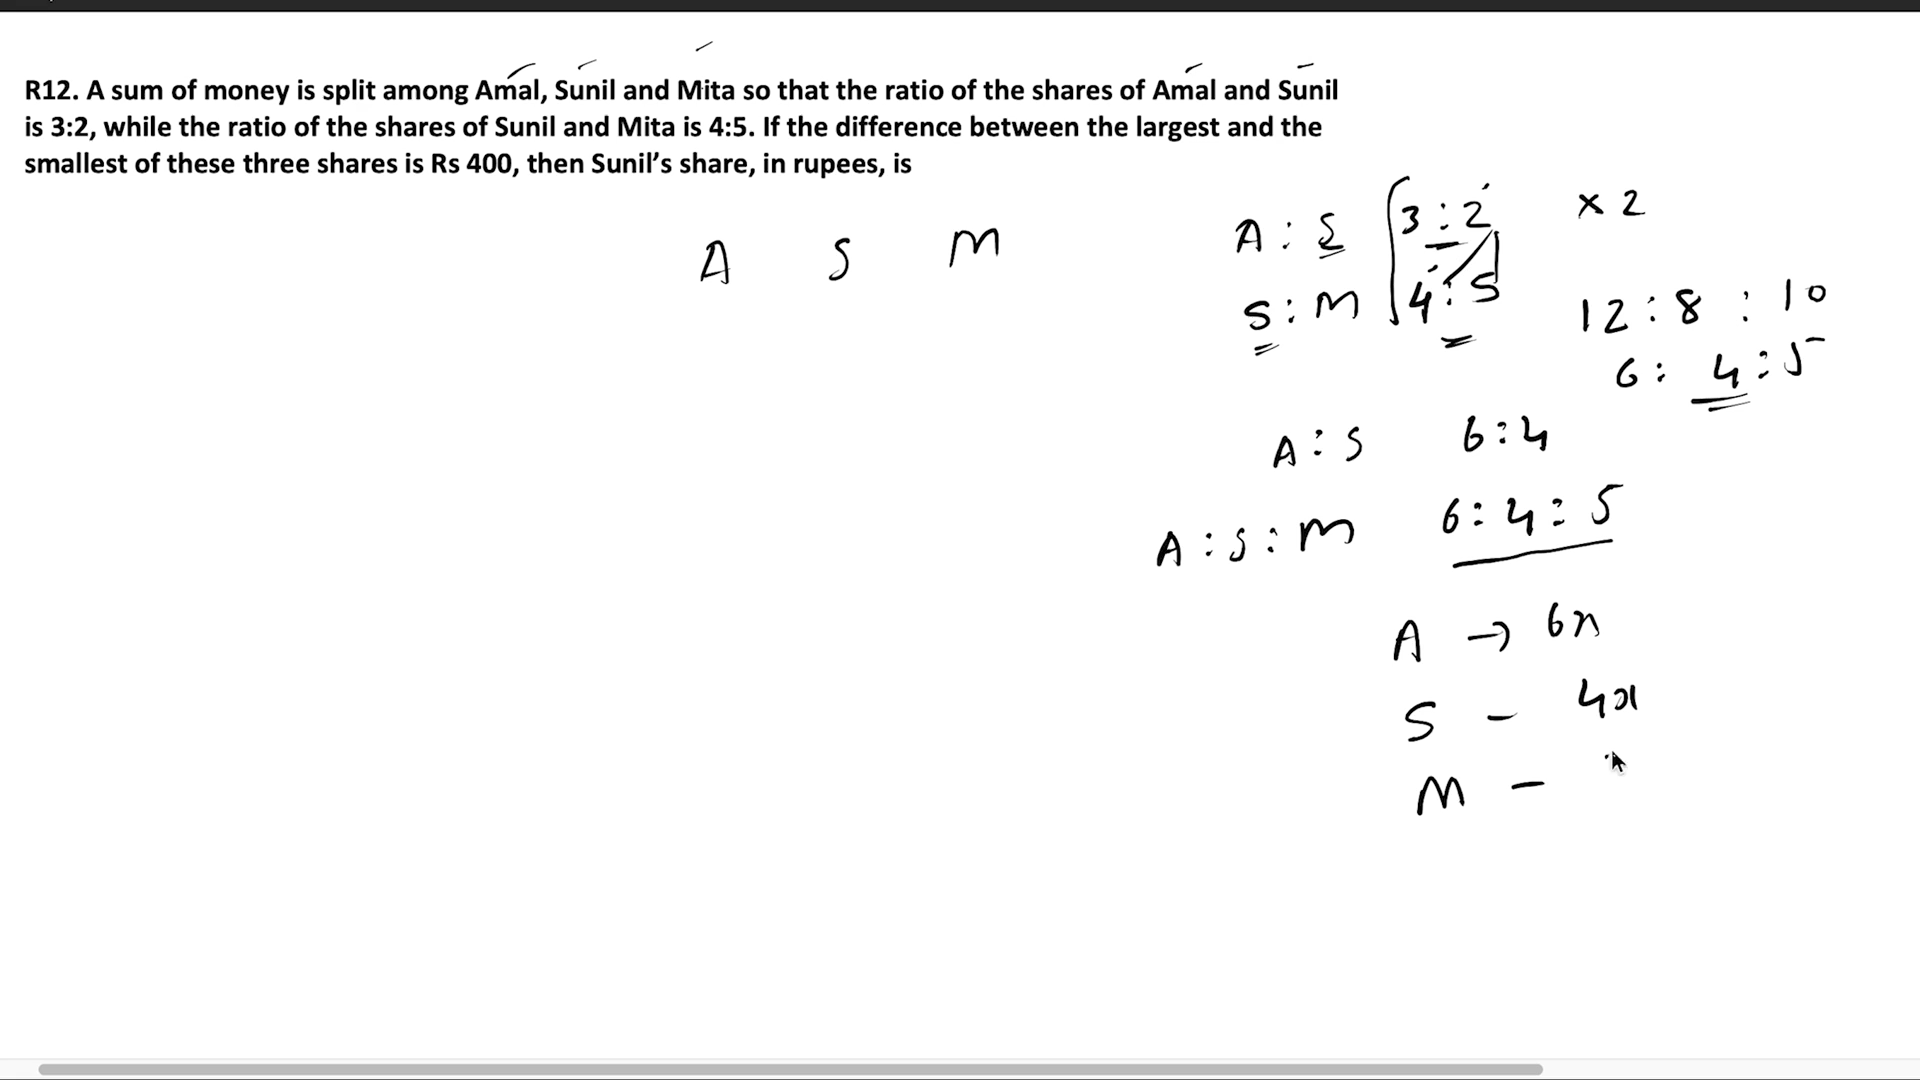 R12. A sum of money is split among Amal, Sunil and Mita so that the ratio of the shares of Amal and Sunil
is 3:2, while the ratio of the shares of Sunil and Mita is 4:5. If the difference between the largest and the
smallest of these three shares is Rs 400, then Sunil's share, in rupees, is
A S M
A : S 3 : 2 × 2
S : M 4 : 5
12 : 8 : 10
6 : 4 : 5
A : S 6 : 4
A : S : M 6 : 4 : 5
A → 6x
S - 4x
M -